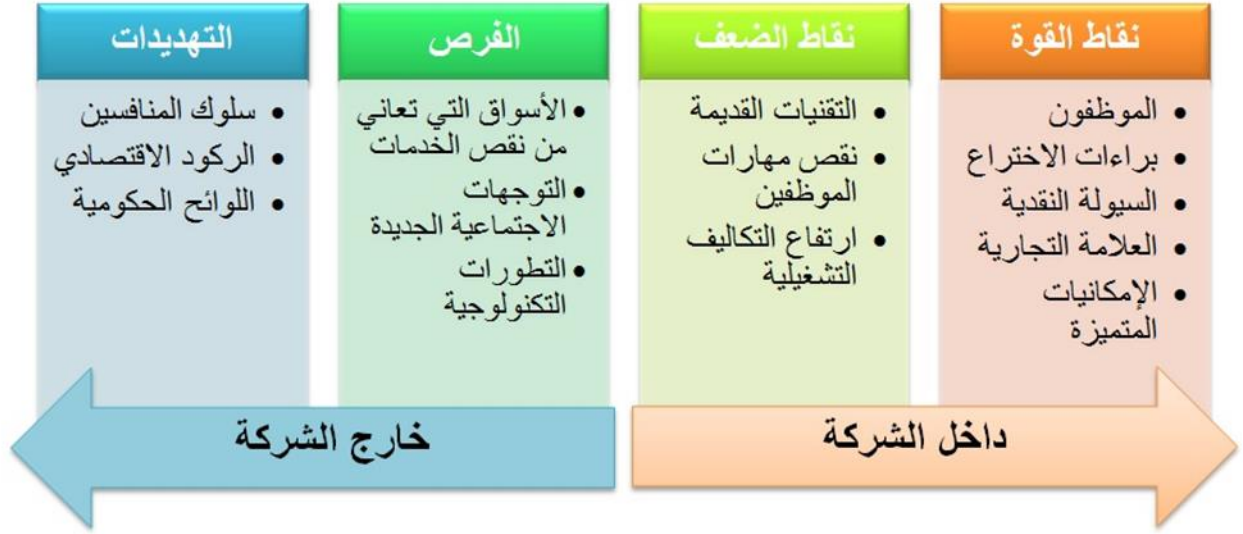 نقاط القوة
• الموظفون
• براءات الاختراع
• السيولة النقدية
• العلامة التجارية
• الإمكانيات
المتميزة
نقاط الضعف
• التقنيات القديمة
• نقص مهارات
الموظفين
• ارتفاع التكاليف
التشغيلية
الفرص
• الأسواق التي تعاني
من نقص الخدمات
• التوجهات
الاجتماعية الجديدة
• التطورات
التكنولوجية
التهديدات
• سلوك المنافسين
• الركود الاقتصادي
• اللوائح الحكومية
داخل الشركة
خارج الشركة